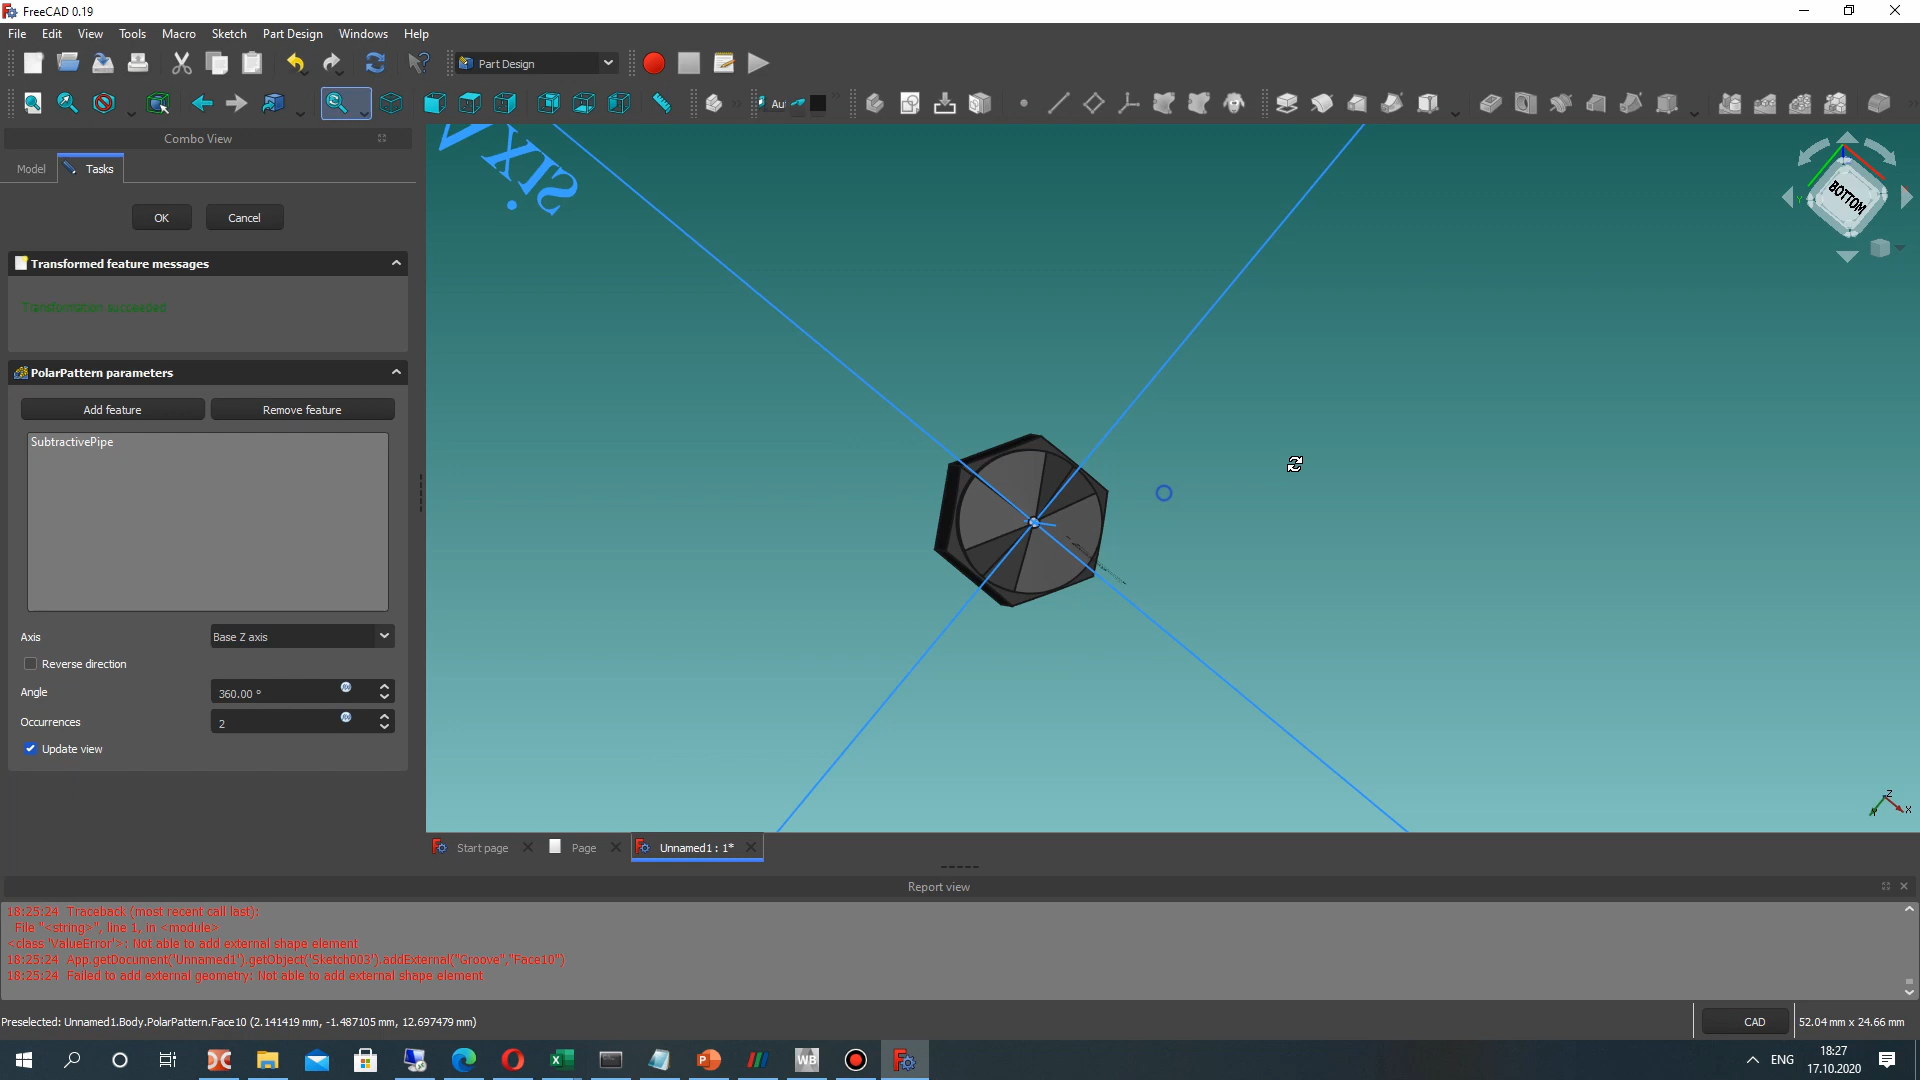 FreeCAD 0.19
File Edit View Tools Macro Sketch Part Design Windows Help
Part Design
Aut
Combo View
Model Tasks
OK Cancel
Transformed feature messages
Transformation succeeded
PolarPattern parameters
Add feature Remove feature
SubtractivePipe
Axis Base Z axis
Reverse direction
Angle 360.00 °
Occurrences 2
Update view
BOTTOM
Y
Z
X
Start page Page Unnamed1 : 1*
Report view
18:25:24 Traceback (most recent call last):
File "<string>", line 1, in <module>
<class 'ValueError'>: Not able to add external shape element
18:25:24 App.getDocument('Unnamed1').getObject('Sketch003').addExternal("Groove","Face10")
18:25:24 Failed to add external geometry: Not able to add external shape element
Preselected: Unnamed1.Body.PolarPattern.Face10 (2.141419 mm, -1.487105 mm, 12.697479 mm)
CAD 52.04 mm x 24.66 mm
WB
ENG
18:27
17.10.2020